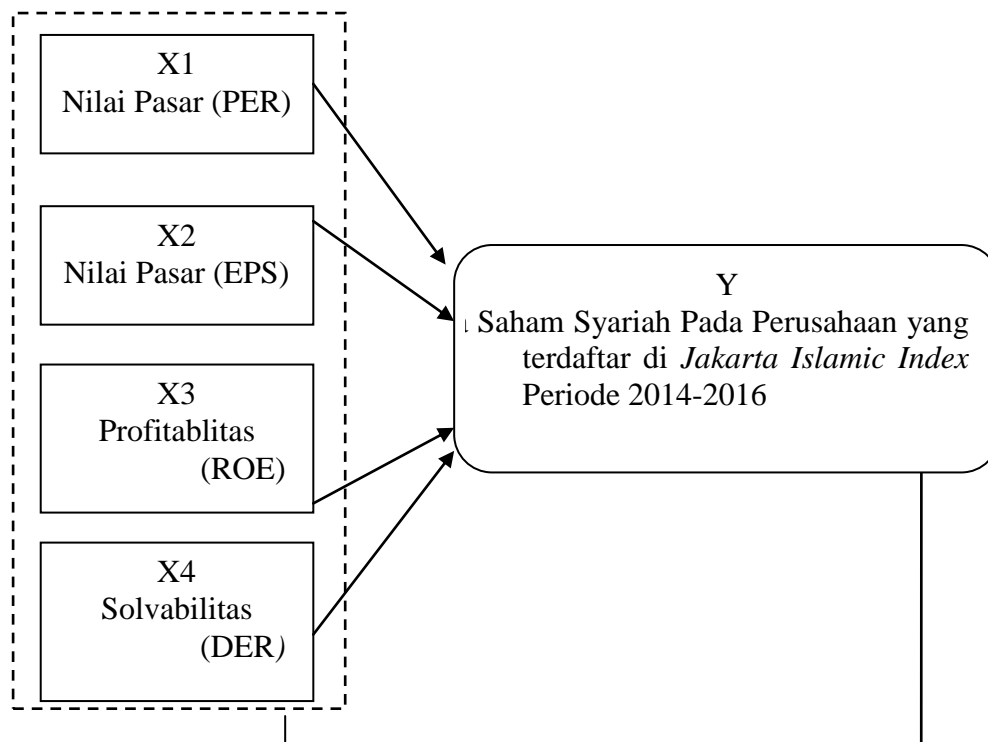 X1
Nilai Pasar (PER)
X2
Nilai Pasar (EPS)
X3
Profitablitas
(ROE)
X4
Solvabilitas
(DER)
Y
Saham Syariah Pada Perusahaan yang
terdaftar di Jakarta Islamic Index
Periode 2014-2016